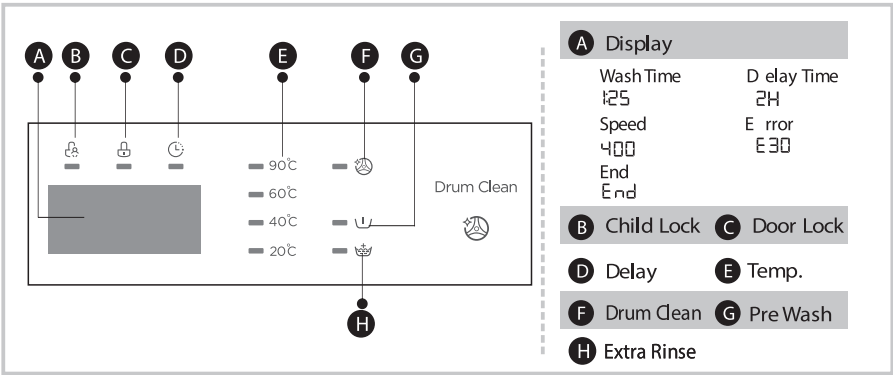 A B C D E F G
90°C
60°C
40°C
20°C
Drum Clean
H
A Display
Wash Time D elay Time
1:25 2H
Speed E rror
400 E30
End
End
B Child Lock C Door Lock
D Delay E Temp.
F Drum Clean G Pre Wash
H Extra Rinse